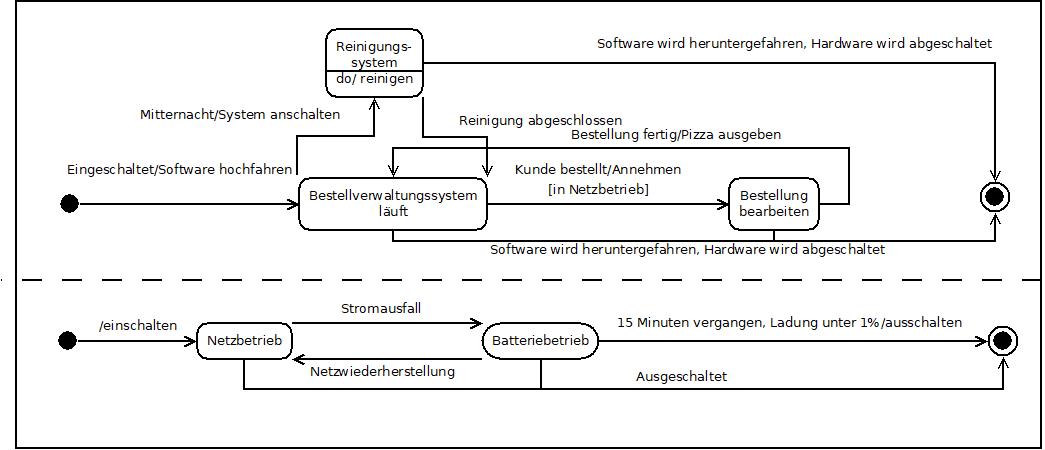 Reinigungs-
system
do/ reinigen
Software wird heruntergefahren, Hardware wird abgeschaltet
Mitternacht/System anschalten
Reinigung abgeschlossen
Bestellung fertig/Pizza ausgeben
Eingeschaltet/Software hochfahren
Kunde bestellt/Annehmen
[in Netzbetrieb]
Bestellverwaltungssystem
läuft
Bestellung
bearbeiten
Software wird heruntergefahren, Hardware wird abgeschaltet
Stromausfall
/einschalten
15 Minuten vergangen, Ladung unter 1%/ausschalten
Netzbetrieb
Batteriebetrieb
Netzwiederherstellung
Ausgeschaltet